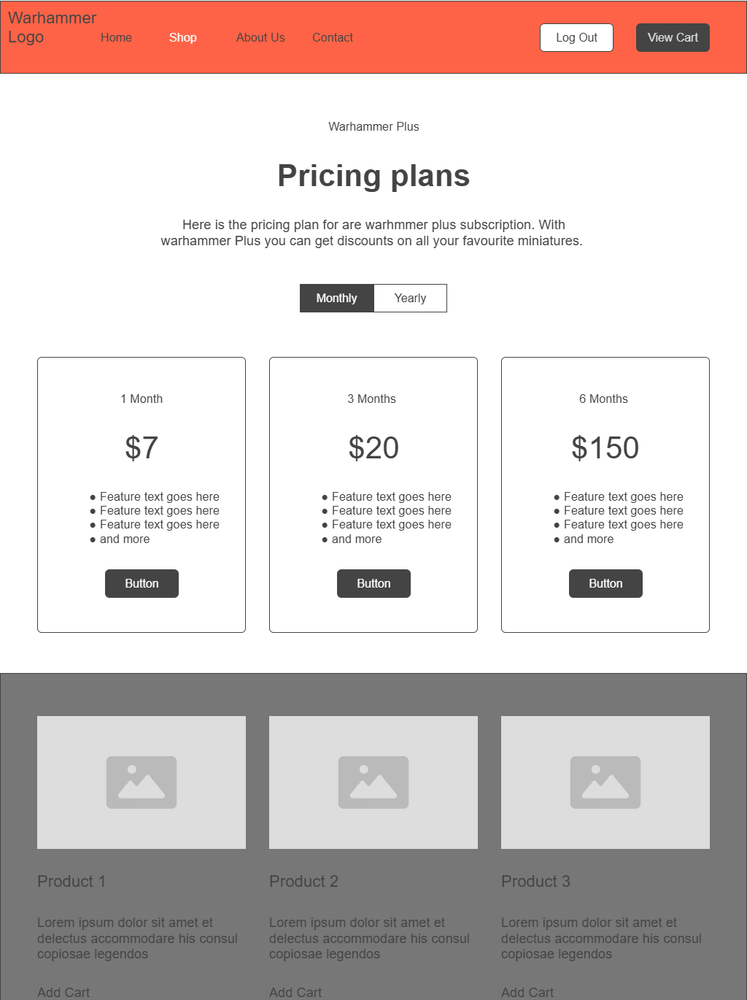 Warhammer
Logo
Home
Shop
About Us
Contact
Log Out
View Cart
Warhammer Plus
Pricing plans
Here is the pricing plan for are warhmmer plus subscription. With
warhammer Plus you can get discounts on all your favourite miniatures.
Monthly
Yearly
1 Month
$7
● Feature text goes here
● Feature text goes here
● Feature text goes here
● and more
Button
3 Months
$20
● Feature text goes here
● Feature text goes here
● Feature text goes here
● and more
Button
6 Months
$150
● Feature text goes here
● Feature text goes here
● Feature text goes here
● and more
Button
Product 1
Lorem ipsum dolor sit amet et
delectus accommodare his consul
copiosae legendos
Add Cart
Product 2
Lorem ipsum dolor sit amet et
delectus accommodare his consul
copiosae legendos
Add Cart
Product 3
Lorem ipsum dolor sit amet et
delectus accommodare his consul
copiosae legendos
Add Cart